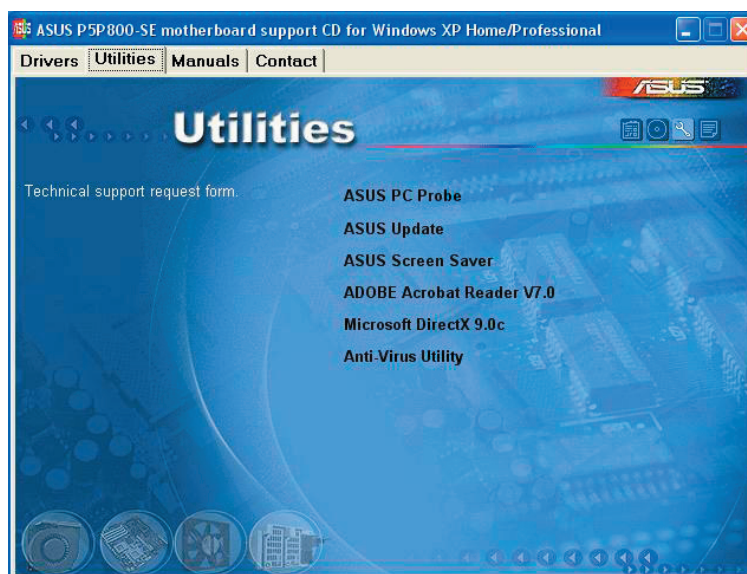 ASUS P5P800-SE motherboard support CD for Windows XP Home/Professional
Drivers Utilities Manuals Contact
ASUS
Utilities
Technical support request form.
ASUS PC Probe
ASUS Update
ASUS Screen Saver
ADOBE Acrobat Reader V7.0
Microsoft DirectX 9.0c
Anti-Virus Utility